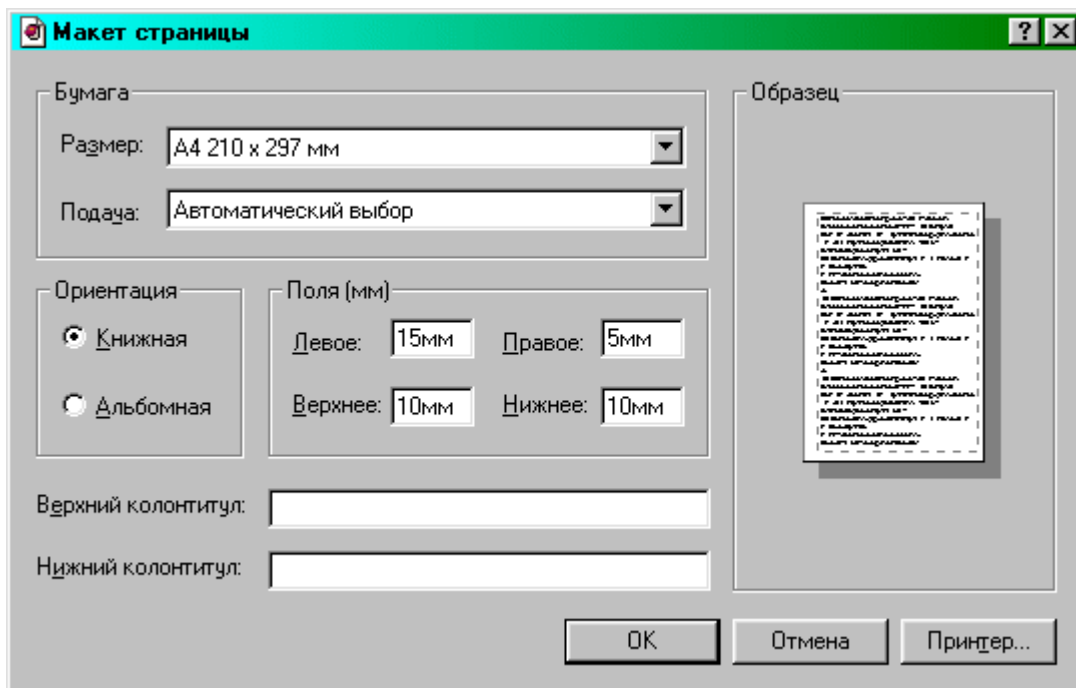 Макет страницы
Бумага
Размер: A4 210 x 297 мм
Подача: Автоматический выбор
Ориентация
Книжная
Альбомная
Поля (мм)
Левое: 15мм Правое: 5мм
Верхнее: 10мм Нижнее: 10мм
Верхний колонтитул:
Нижний колонтитул:
Образец
OK Отмена Принтер...